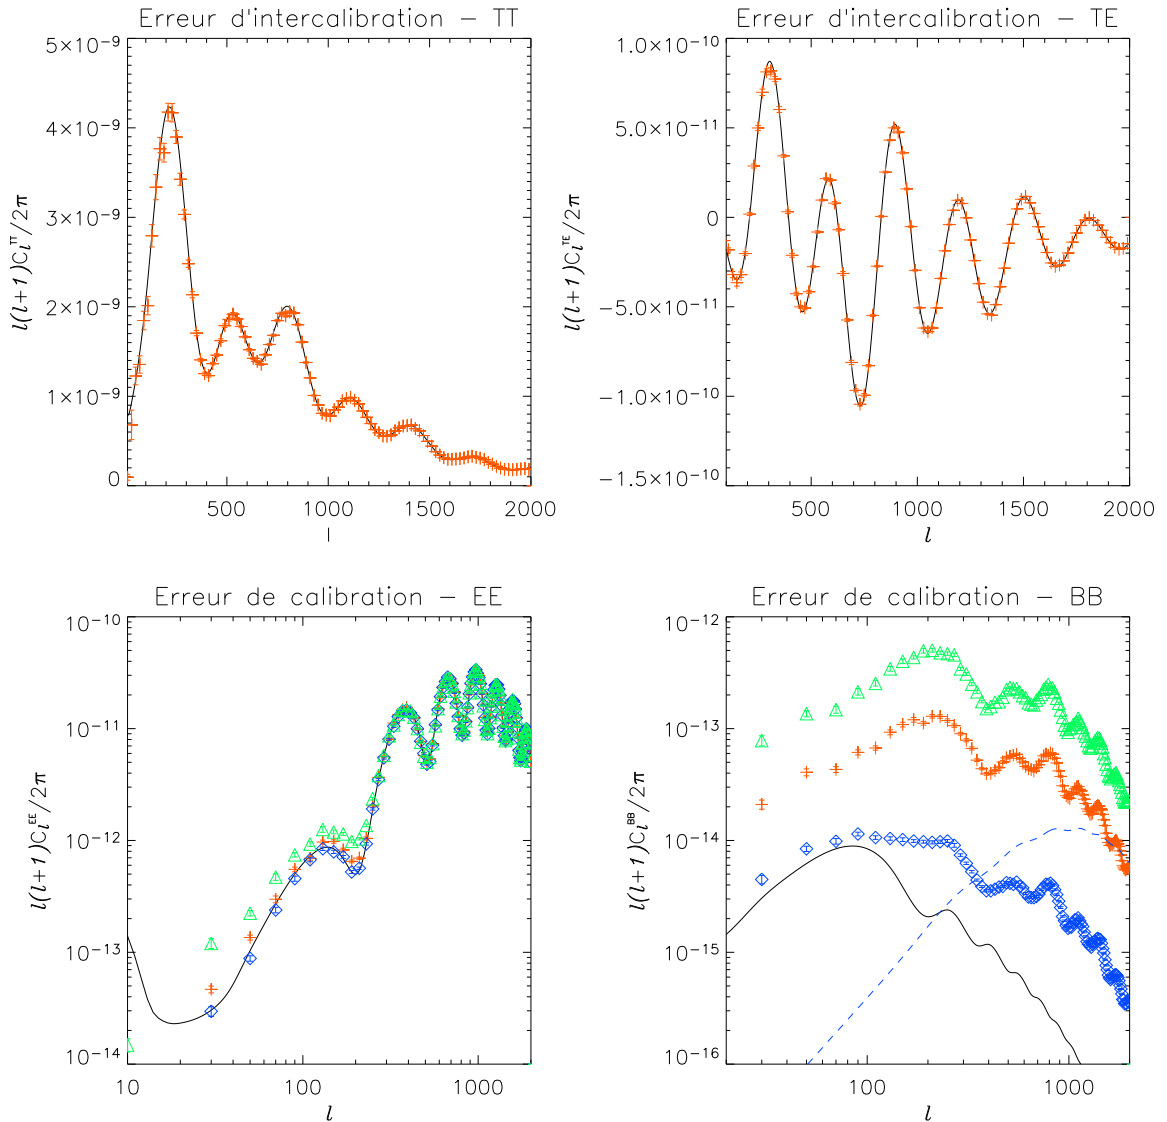 Erreur d'intercalibration − TT
l(l+1)C_l^TT/2π
5×10^−9
4×10^−9
3×10^−9
2×10^−9
1×10^−9
0
500 1000 1500 2000
l
Erreur d'intercalibration − TE
l(l+1)C_l^TE/2π
1.0×10^−10
5.0×10^−11
0
−5.0×10^−11
−1.0×10^−10
−1.5×10^−10
500 1000 1500 2000
l
Erreur de calibration − EE
l(l+1)C_l^EE/2π
10^−10
10^−11
10^−12
10^−13
10^−14
10 100 1000
l
Erreur de calibration − BB
l(l+1)C_l^BB/2π
10^−12
10^−13
10^−14
10^−15
10^−16
100 1000
l